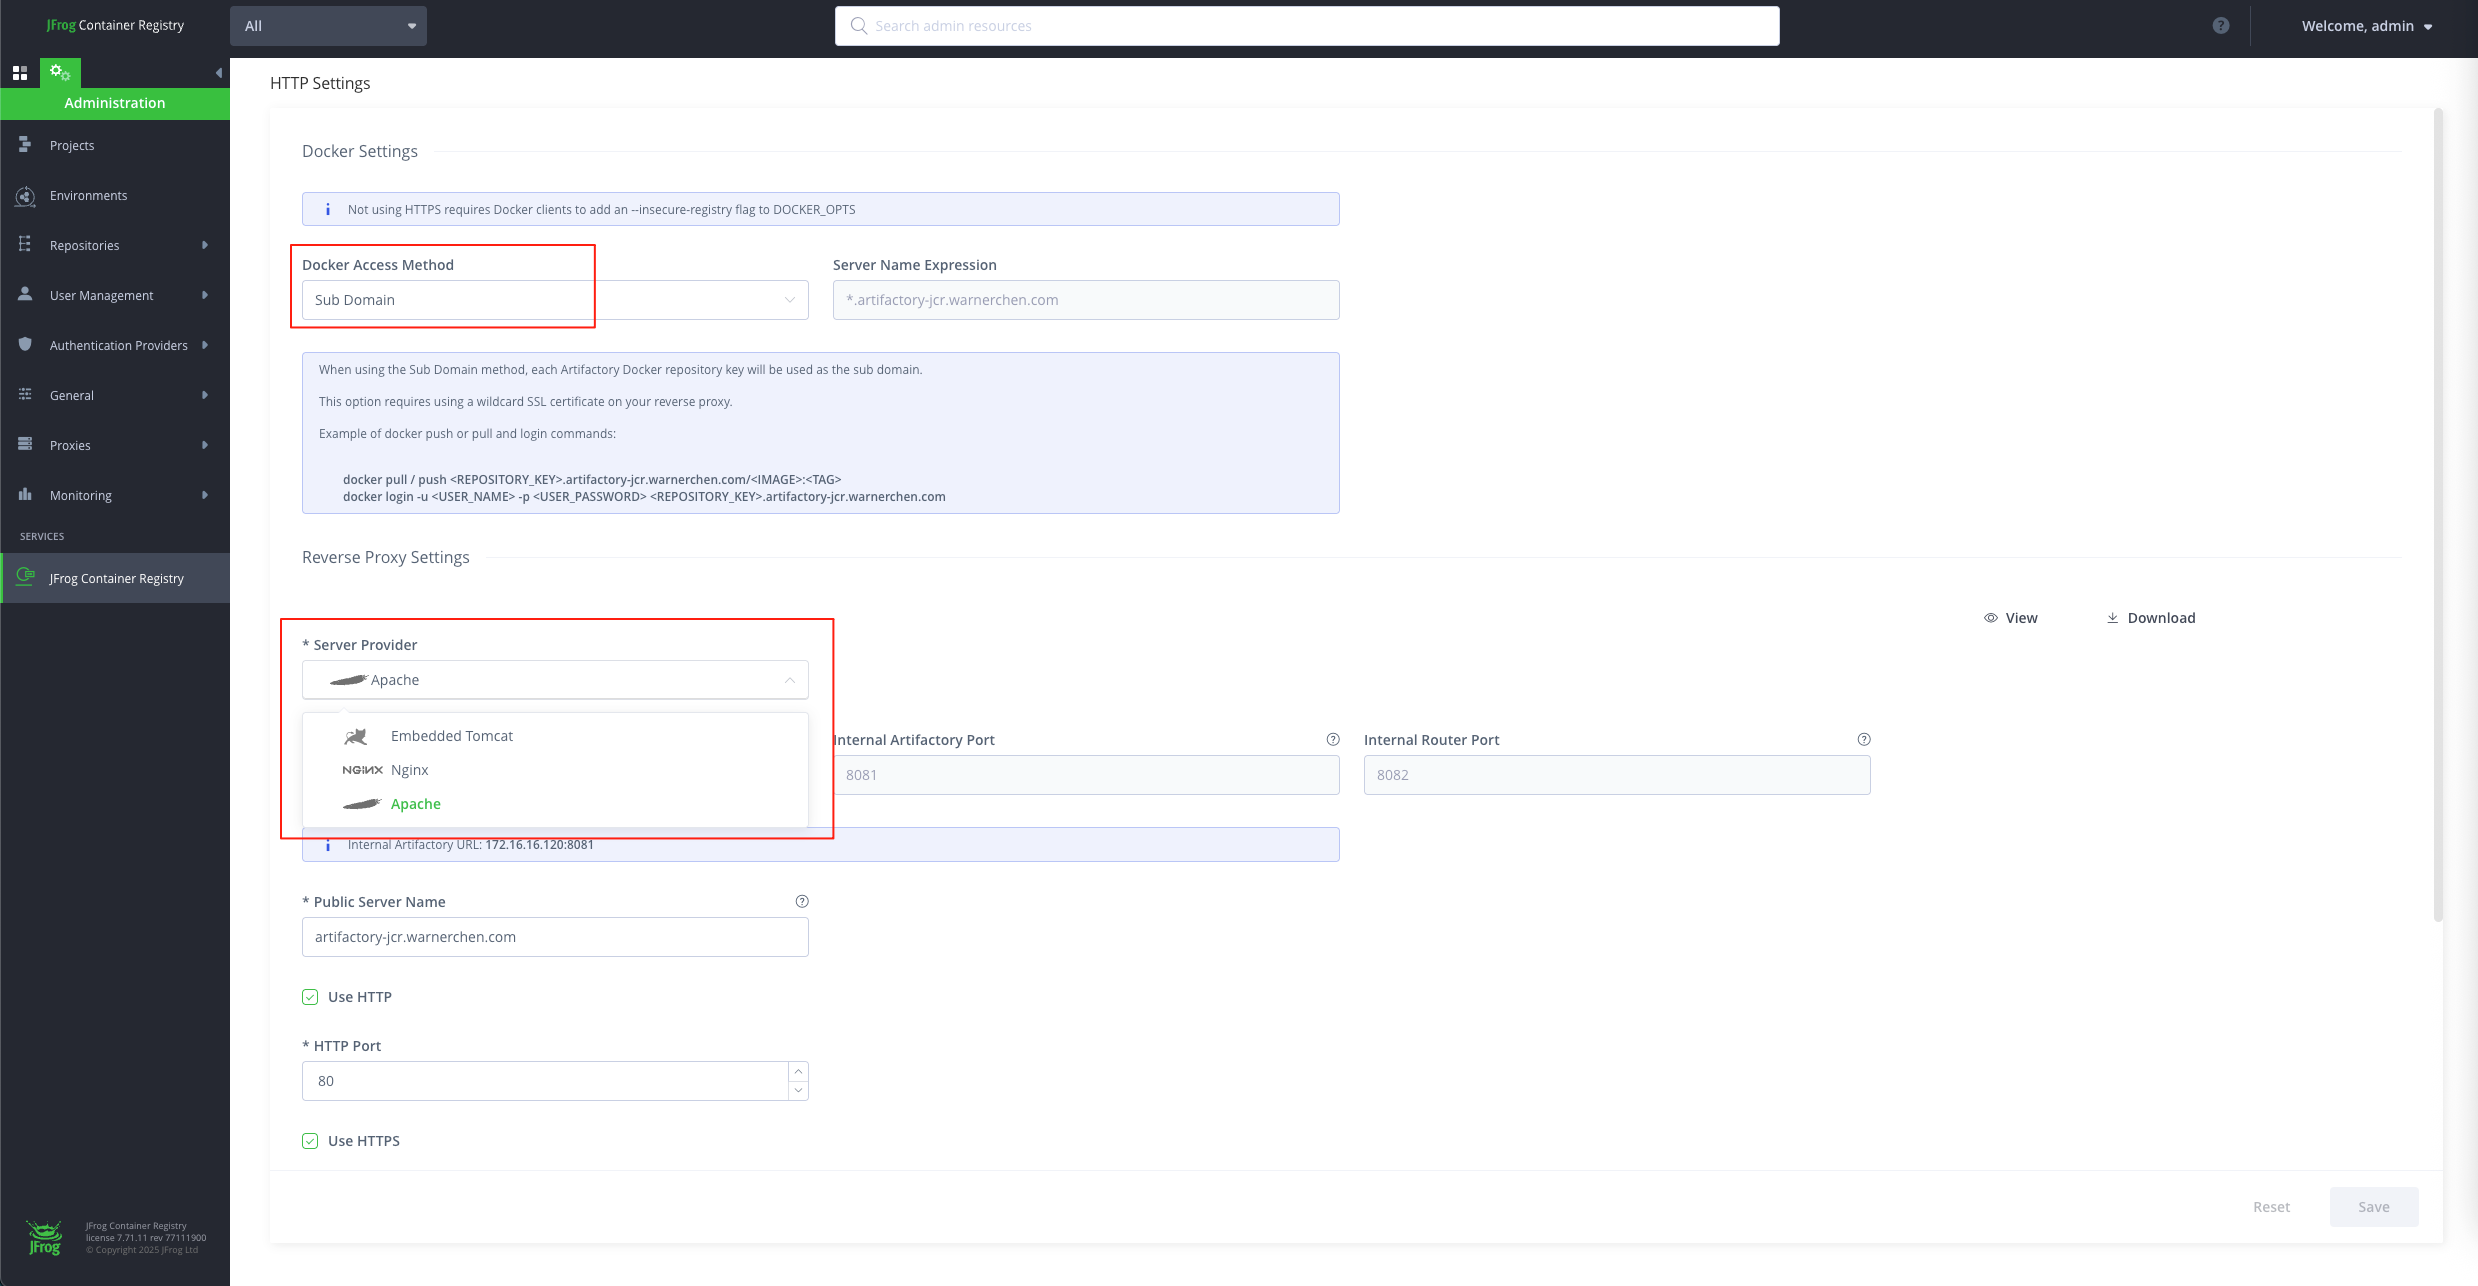 JFrog Container Registry
All
Search admin resources
?
Welcome, admin
Administration
Projects
Environments
Repositories
User Management
Authentication Providers
General
Proxies
Monitoring
SERVICES
JFrog Container Registry
JFrog
JFrog Container Registry
license 7.71.11 rev 77111900
© Copyright 2025 JFrog Ltd
HTTP Settings
Docker Settings
i Not using HTTPS requires Docker clients to add an --insecure-registry flag to DOCKER_OPTS
Docker Access Method
Sub Domain
Server Name Expression
*.artifactory-jcr.warnerchen.com
When using the Sub Domain method, each Artifactory Docker repository key will be used as the sub domain.
This option requires using a wildcard SSL certificate on your reverse proxy.
Example of docker push or pull and login commands:
docker pull / push <REPOSITORY_KEY>.artifactory-jcr.warnerchen.com/<IMAGE>:<TAG>
docker login -u <USER_NAME> -p <USER_PASSWORD> <REPOSITORY_KEY>.artifactory-jcr.warnerchen.com
Reverse Proxy Settings
View
Download
* Server Provider
Apache
Embedded Tomcat
NGINX Nginx
Apache
Internal Artifactory Port ?
8081
Internal Router Port ?
8082
i Internal Artifactory URL: 172.16.16.120:8081
* Public Server Name ?
artifactory-jcr.warnerchen.com
Use HTTP
* HTTP Port
80
Use HTTPS
Reset
Save